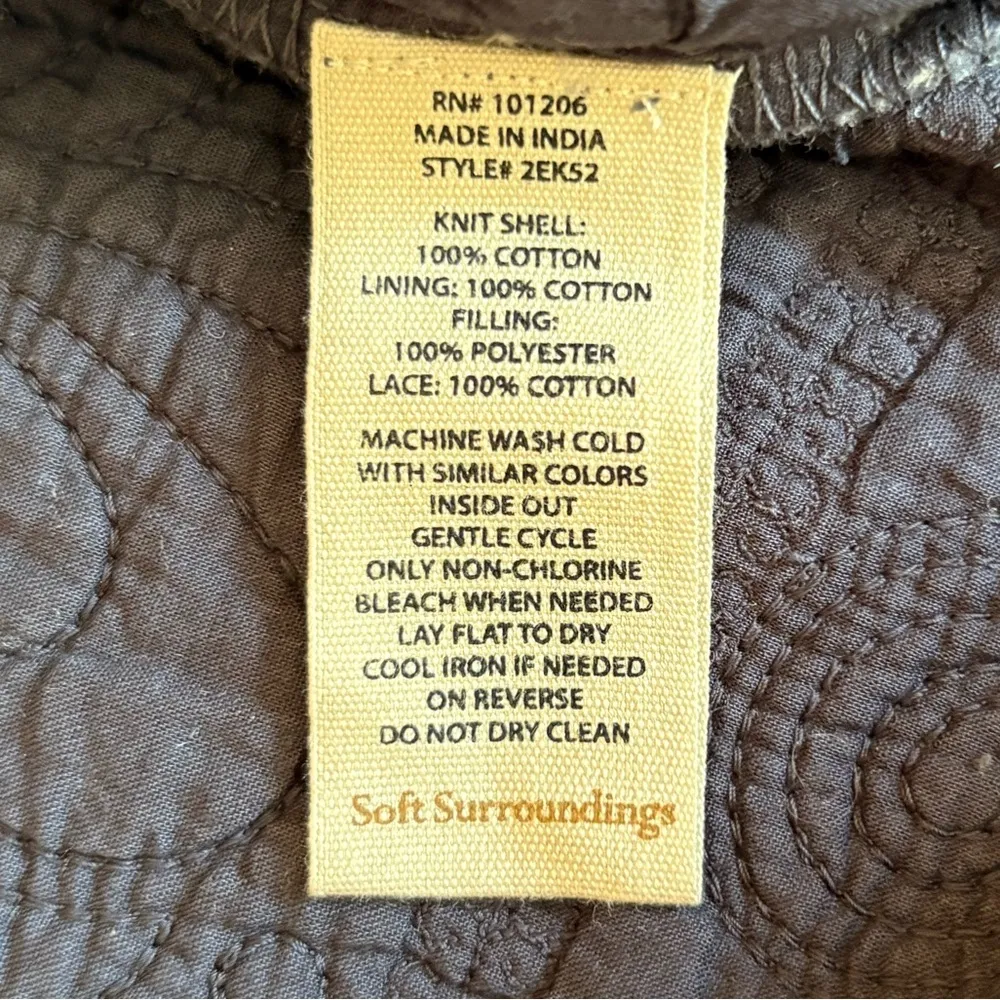 RN# 101206
MADE IN INDIA
STYLE# 2EK52
KNIT SHELL:
100% COTTON
LINING: 100% COTTON
FILLING:
100% POLYESTER
LACE: 100% COTTON
MACHINE WASH COLD
WITH SIMILAR COLORS
INSIDE OUT
GENTLE CYCLE
ONLY NON-CHLORINE
BLEACH WHEN NEEDED
LAY FLAT TO DRY
COOL IRON IF NEEDED
ON REVERSE
DO NOT DRY CLEAN
Soft Surroundings